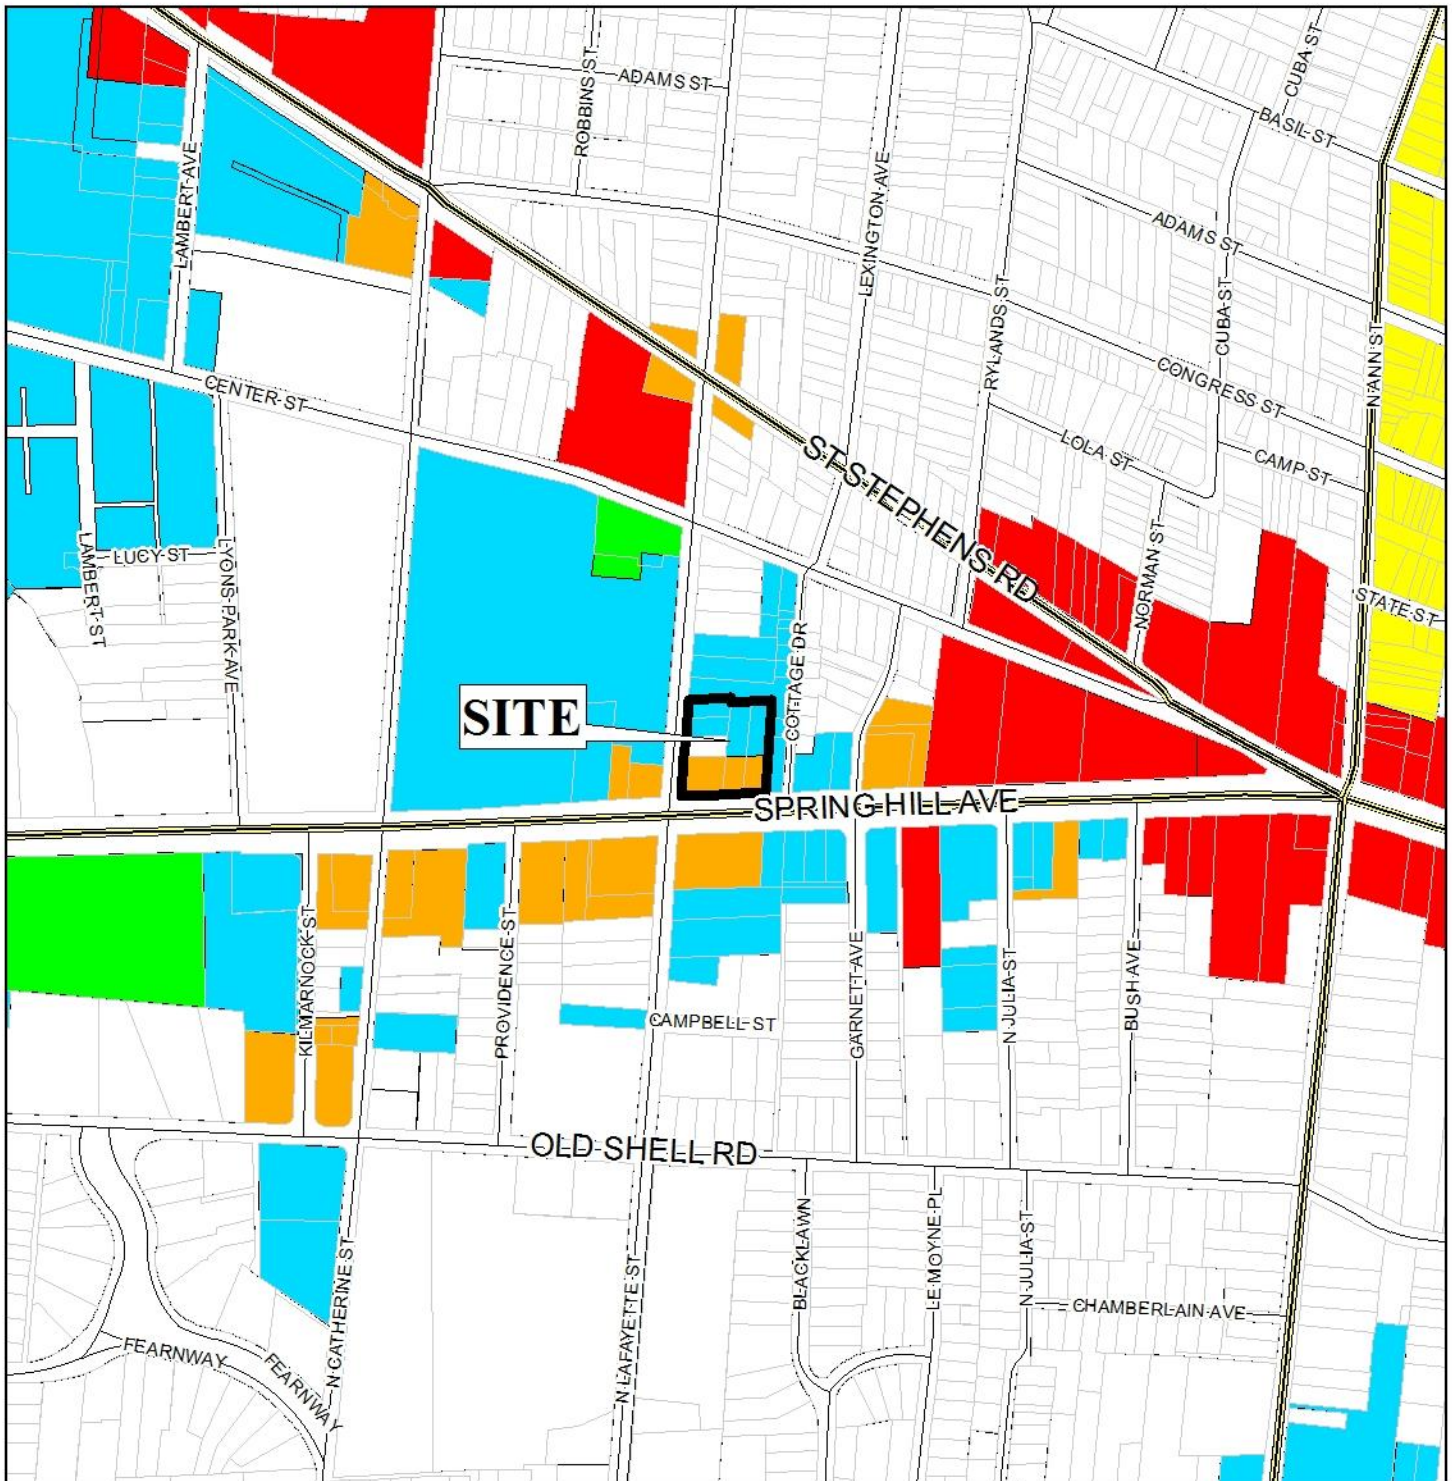 CUBA ST
ADAMS ST
ROBBINS ST
BASIL ST
LAMBERT AVE
LEXINGTON AVE
ADAMS ST
RYLANDS ST
CUBA ST
N ANN ST
CENTER ST
CONGRESS ST
ST STEPHENS RD
LOLA ST
CAMP ST
LUCY ST
LAMBERT ST
LYONS PARK AVE
NORMAN ST
STATE ST
COTTAGE DR
SITE
SPRING HILL AVE
KILMARNOCK ST
PROVIDENCE ST
GARNETT AVE
N JULIA ST
BUSH AVE
CAMPBELL ST
OLD SHELL RD
BLACKLAWN
LE MOYNE PL
N JULIA ST
N CATHERINE ST
N LAFAYETTE ST
CHAMBERLAIN AVE
FEARNWAY
FEARNWAY